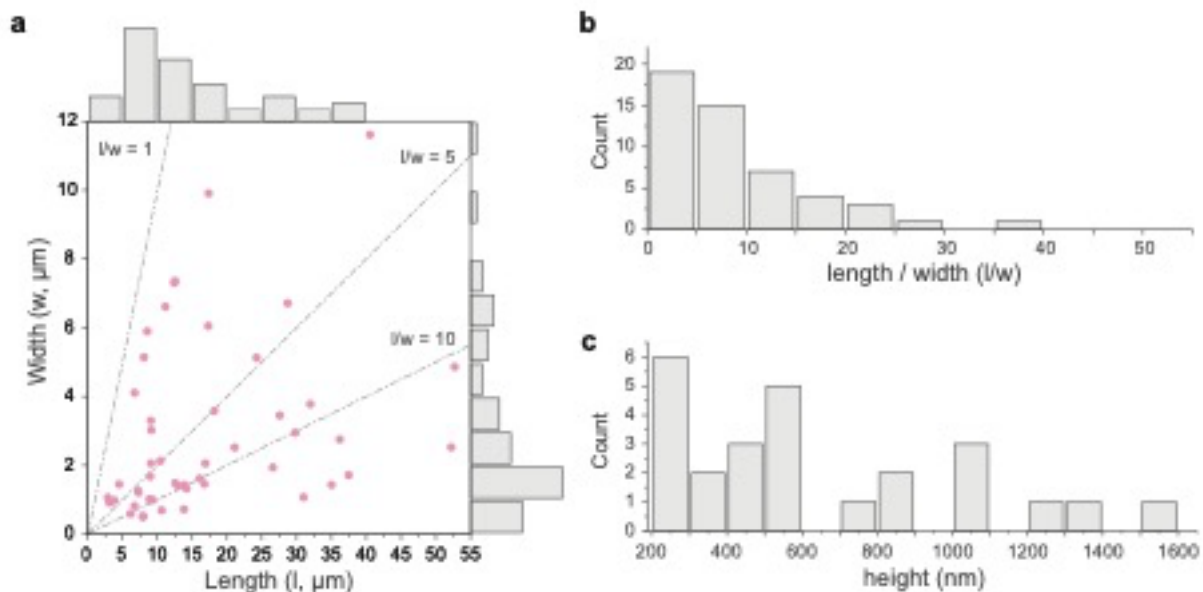 a
12
10
8
6
4
2
0
Width (w, µm)
l/w = 1
l/w = 5
l/w = 10
0 5 10 15 20 25 30 35 40 45 50 55
Length (l, µm)
b
20
15
10
5
0
Count
0 10 20 30 40 50
length / width (l/w)
c
6
5
4
3
2
1
0
Count
200 400 600 800 1000 1200 1400 1600
height (nm)